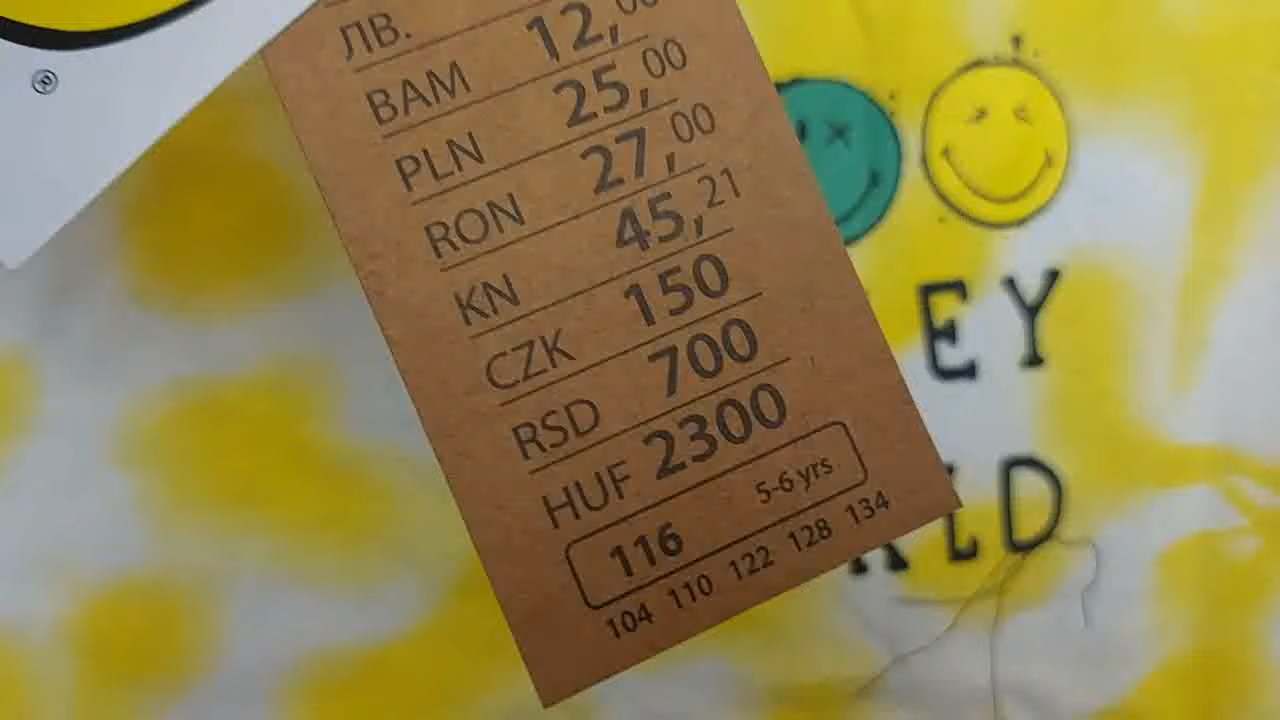 ЛВ.
BAM 12,00
PLN 25,00
RON 27,00
KN 45,21
CZK 150
RSD 700
HUF 2300
116 5-6 yrs
104 110 122 128 134
®
EY
LD